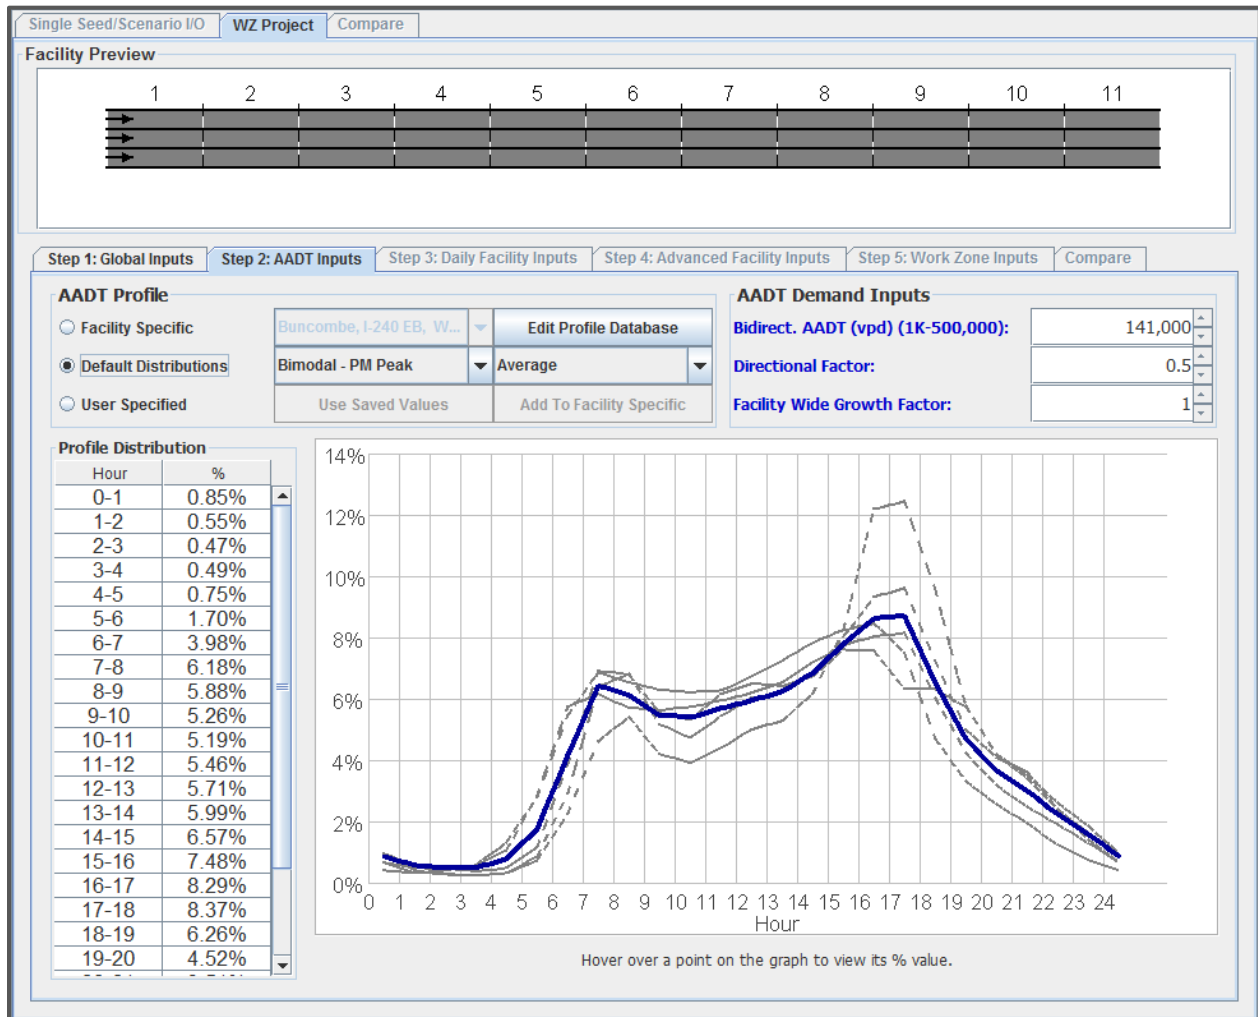 Single Seed/Scenario I/O WZ Project Compare
Facility Preview
1 2 3 4 5 6 7 8 9 10 11
Step 1: Global Inputs Step 2: AADT Inputs Step 3: Daily Facility Inputs Step 4: Advanced Facility Inputs Step 5: Work Zone Inputs Compare
AADT Profile
Facility Specific Buncombe, I-240 EB, W... Edit Profile Database
Default Distributions Bimodal - PM Peak Average
User Specified Use Saved Values Add To Facility Specific
AADT Demand Inputs
Bidirect. AADT (vpd) (1K-500,000): 141,000
Directional Factor: 0.5
Facility Wide Growth Factor: 1
Profile Distribution
Hour %
0-1 0.85%
1-2 0.55%
2-3 0.47%
3-4 0.49%
4-5 0.75%
5-6 1.70%
6-7 3.98%
7-8 6.18%
8-9 5.88%
9-10 5.26%
10-11 5.19%
11-12 5.46%
12-13 5.71%
13-14 5.99%
14-15 6.57%
15-16 7.48%
16-17 8.29%
17-18 8.37%
18-19 6.26%
19-20 4.52%
14%
12%
10%
8%
6%
4%
2%
0%
0 1 2 3 4 5 6 7 8 9 10 11 12 13 14 15 16 17 18 19 20 21 22 23 24
Hour
Hover over a point on the graph to view its % value.